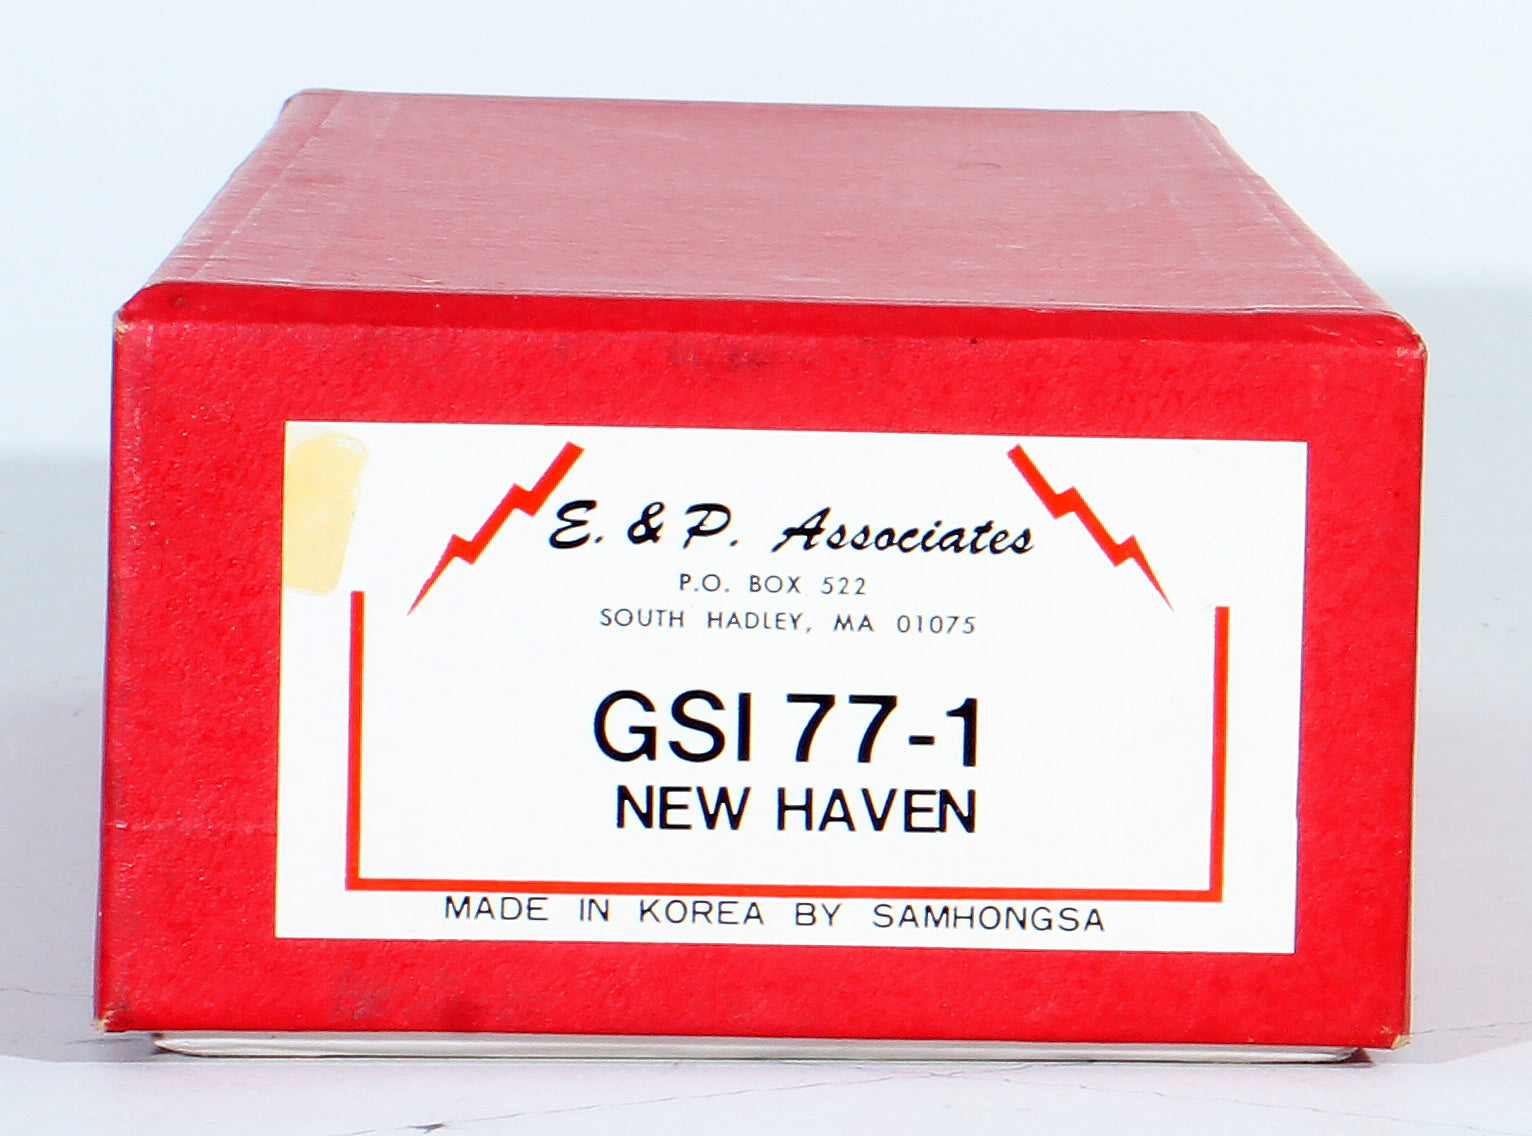 E. & P. Associates
P.O. BOX 522
SOUTH HADLEY, MA 01075
GSI 77-1
NEW HAVEN
MADE IN KOREA BY SAMHONGSA